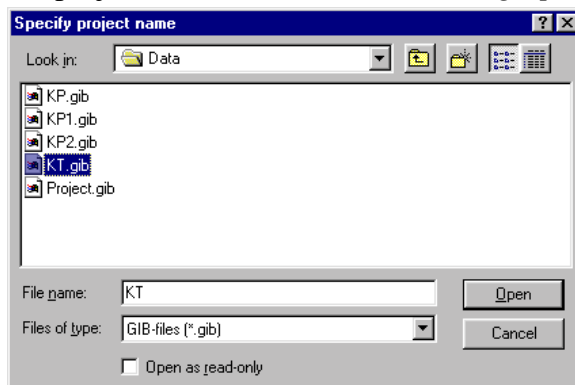 Specify project name
Look in: Data
KP.gib
KP1.gib
KP2.gib
KT.gib
Project.gib
File name: KT Open
Files of type: GIB-files (*.gib) Cancel
Open as read-only